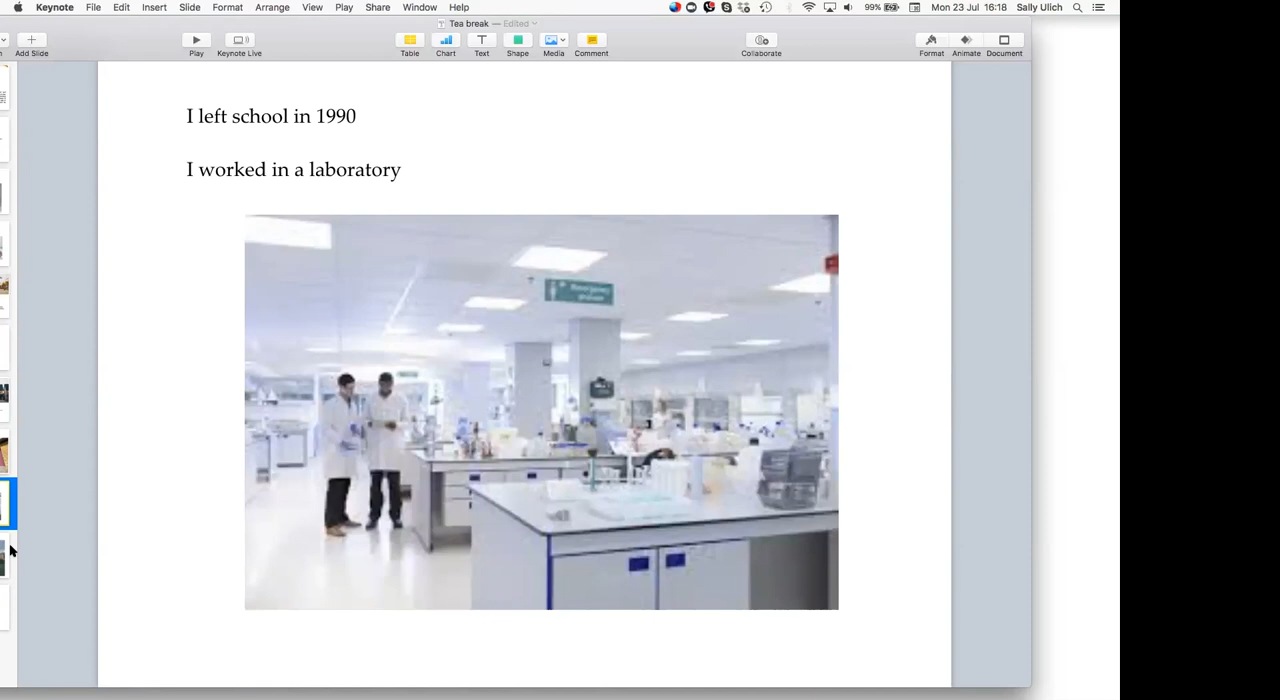 Keynote File Edit Insert Slide Format Arrange View Play Share Window Help 99% Mon 23 Jul 16:18 Sally Ulich
Tea break — Edited
Add Slide Play Keynote Live Table Chart Text Shape Media Comment Collaborate Format Animate Document
I left school in 1990
I worked in a laboratory
Emergency